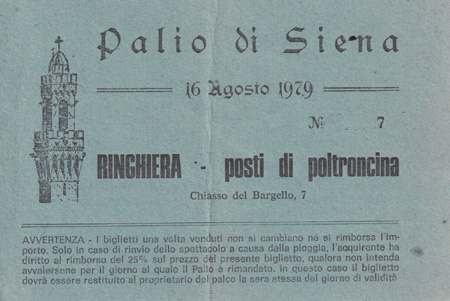 Palio di Siena
16 Agosto 1979
№ 7
RINGHIERA - posti di poltroncina
Chiasso del Bargello, 7
AVVERTENZA - I biglietti una volta venduti non si cambiano nè si rimborsa l'im-
porto. Solo in caso di rinvio dello spettacolo a causa dalla pioggia, l'acquirente ha
diritto al rimborso del 25% sul prezzo del presente biglietto, qualora non intenda
avvalersene per il giorno al quale il Palio è rimandato. In questo caso il biglietto
dovrà essere restituito al proprietario del palco la sera stessa del giorno di validità